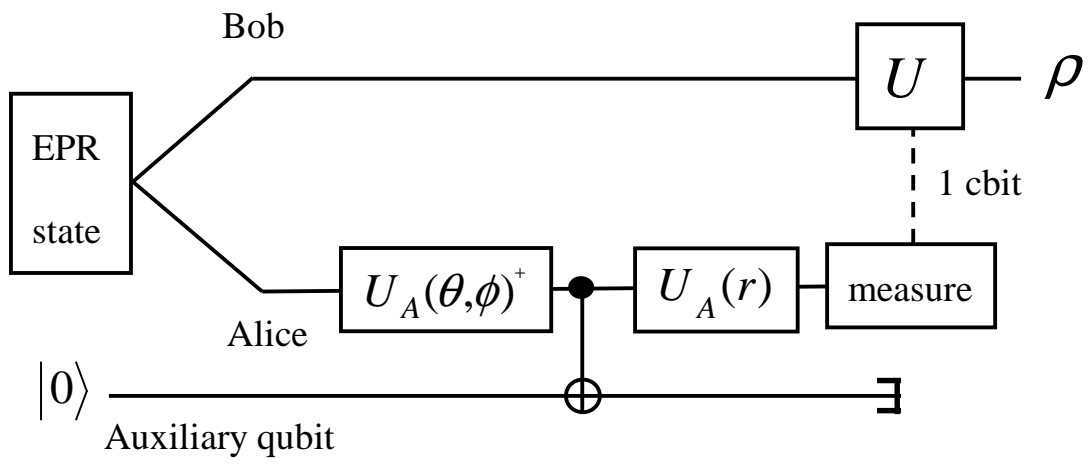 Bob
U
ρ
EPR
state
1 cbit
U_A(θ,ϕ)⁺
U_A(r)
measure
Alice
|0⟩
Auxiliary qubit